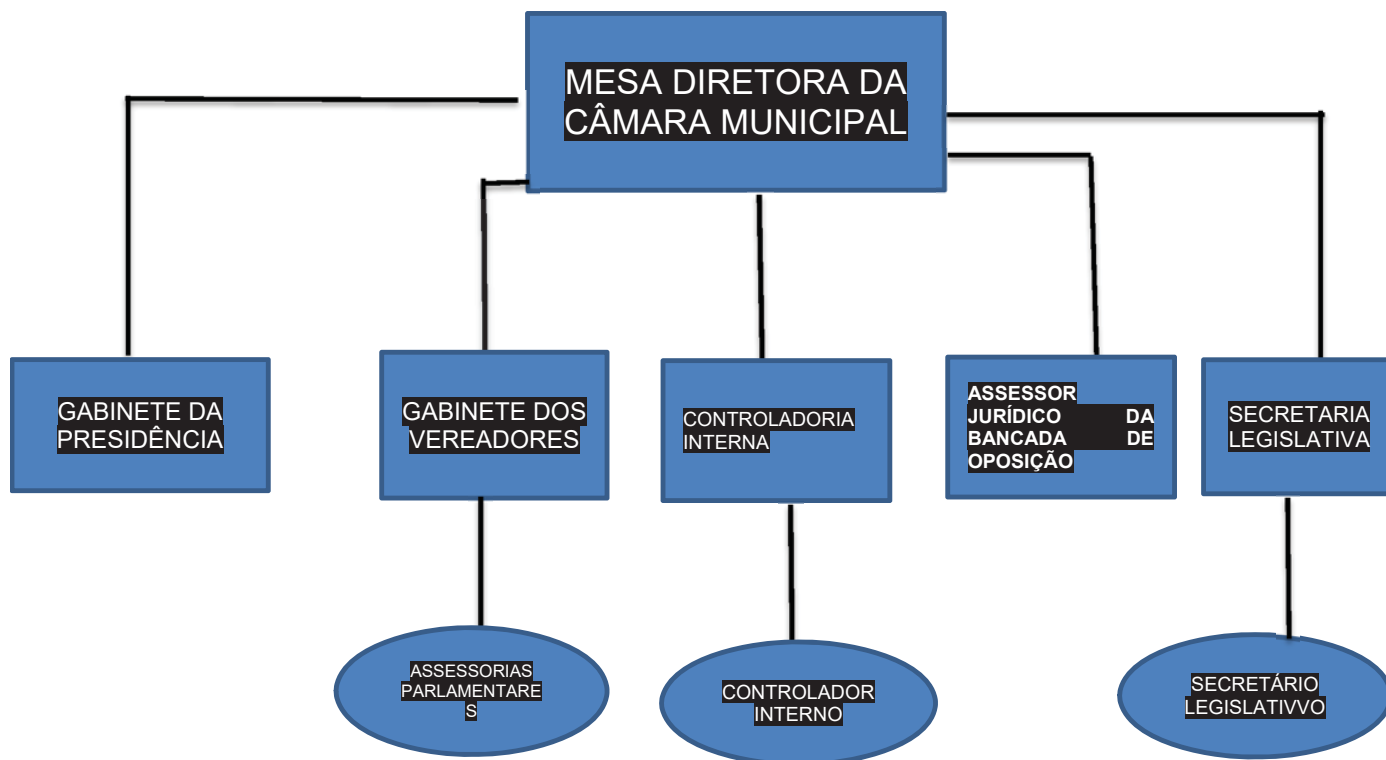 MESA DIRETORA DA
CÂMARA MUNICIPAL
GABINETE DA
PRESIDÊNCIA
GABINETE DOS
VEREADORES
CONTROLADORIA
INTERNA
ASSESSOR
JURÍDICO DA
BANCADA DE
OPOSIÇÃO
SECRETARIA
LEGISLATIVA
ASSESSORIAS
PARLAMENTARE
S
CONTROLADOR
INTERNO
SECRETÁRIO
LEGISLATIVVO